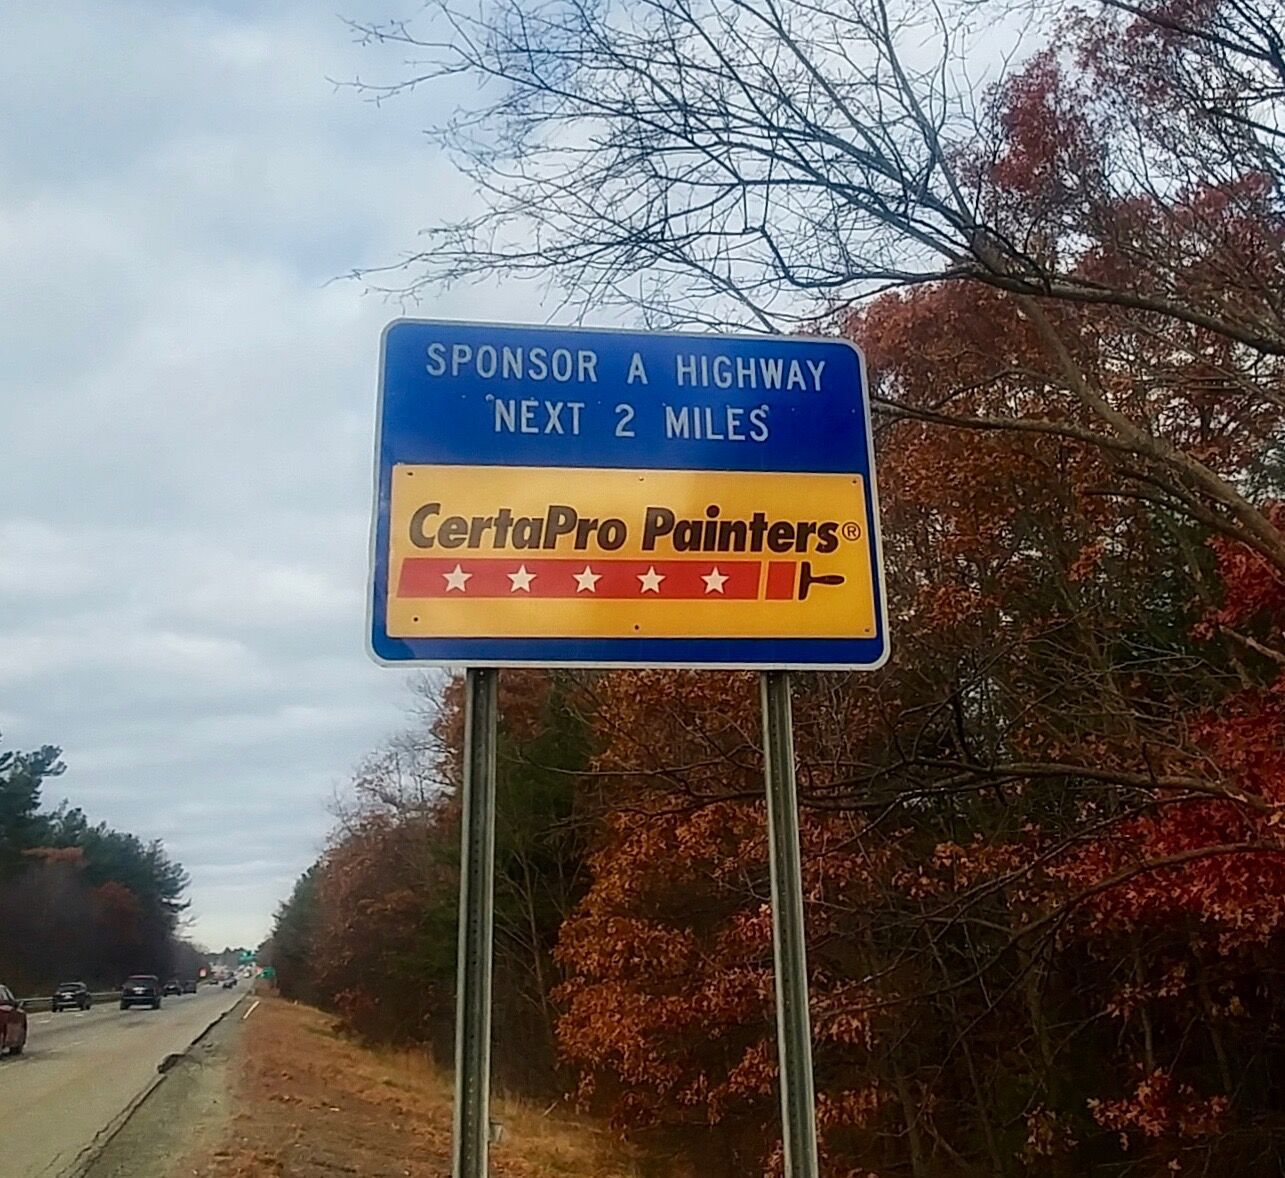 SPONSOR A HIGHWAY
NEXT 2 MILES
CertaPro Painters®